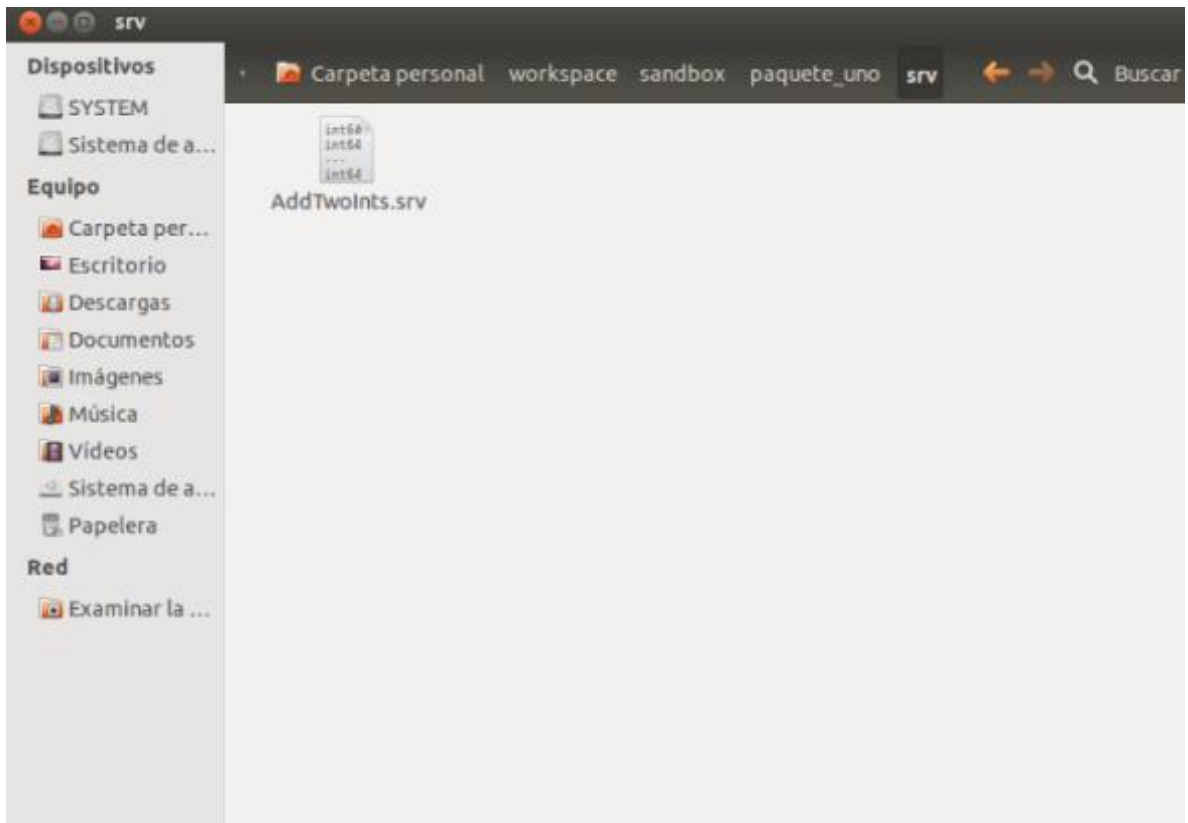 srv
Dispositivos
SYSTEM
Sistema de a...
Equipo
Carpeta per...
Escritorio
Descargas
Documentos
Imágenes
Música
Vídeos
Sistema de a...
Papelera
Red
Examinar la ...
Carpeta personal workspace sandbox paquete_uno srv Buscar
int64
int64
---
int64
AddTwoInts.srv